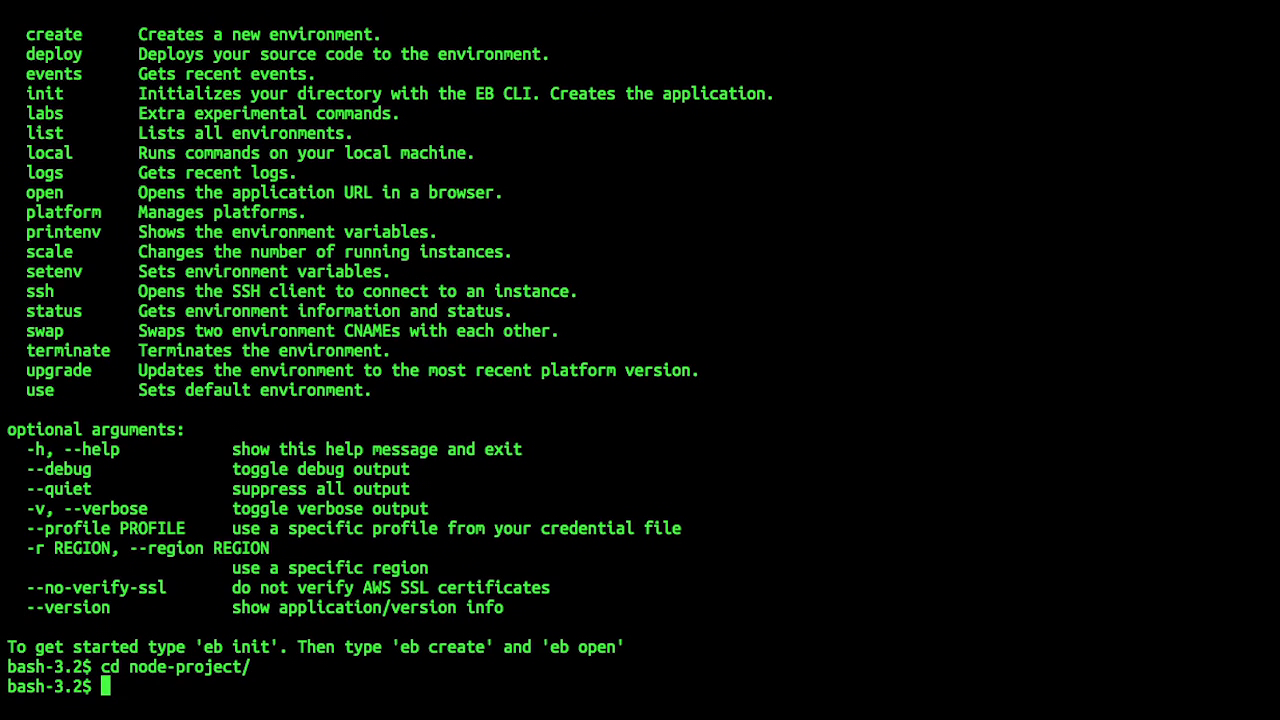 create      Creates a new environment.
deploy      Deploys your source code to the environment.
events      Gets recent events.
init        Initializes your directory with the EB CLI. Creates the application.
labs        Extra experimental commands.
list        Lists all environments.
local       Runs commands on your local machine.
logs        Gets recent logs.
open        Opens the application URL in a browser.
platform    Manages platforms.
printenv    Shows the environment variables.
scale       Changes the number of running instances.
setenv      Sets environment variables.
ssh         Opens the SSH client to connect to an instance.
status      Gets environment information and status.
swap        Swaps two environment CNAMEs with each other.
terminate   Terminates the environment.
upgrade     Updates the environment to the most recent platform version.
use         Sets default environment.
optional arguments:
-h, --help            show this help message and exit
--debug               toggle debug output
--quiet               suppress all output
-v, --verbose         toggle verbose output
--profile PROFILE     use a specific profile from your credential file
-r REGION, --region REGION
use a specific region
--no-verify-ssl       do not verify AWS SSL certificates
--version             show application/version info
To get started type 'eb init'. Then type 'eb create' and 'eb open'
bash-3.2$ cd node-project/
bash-3.2$